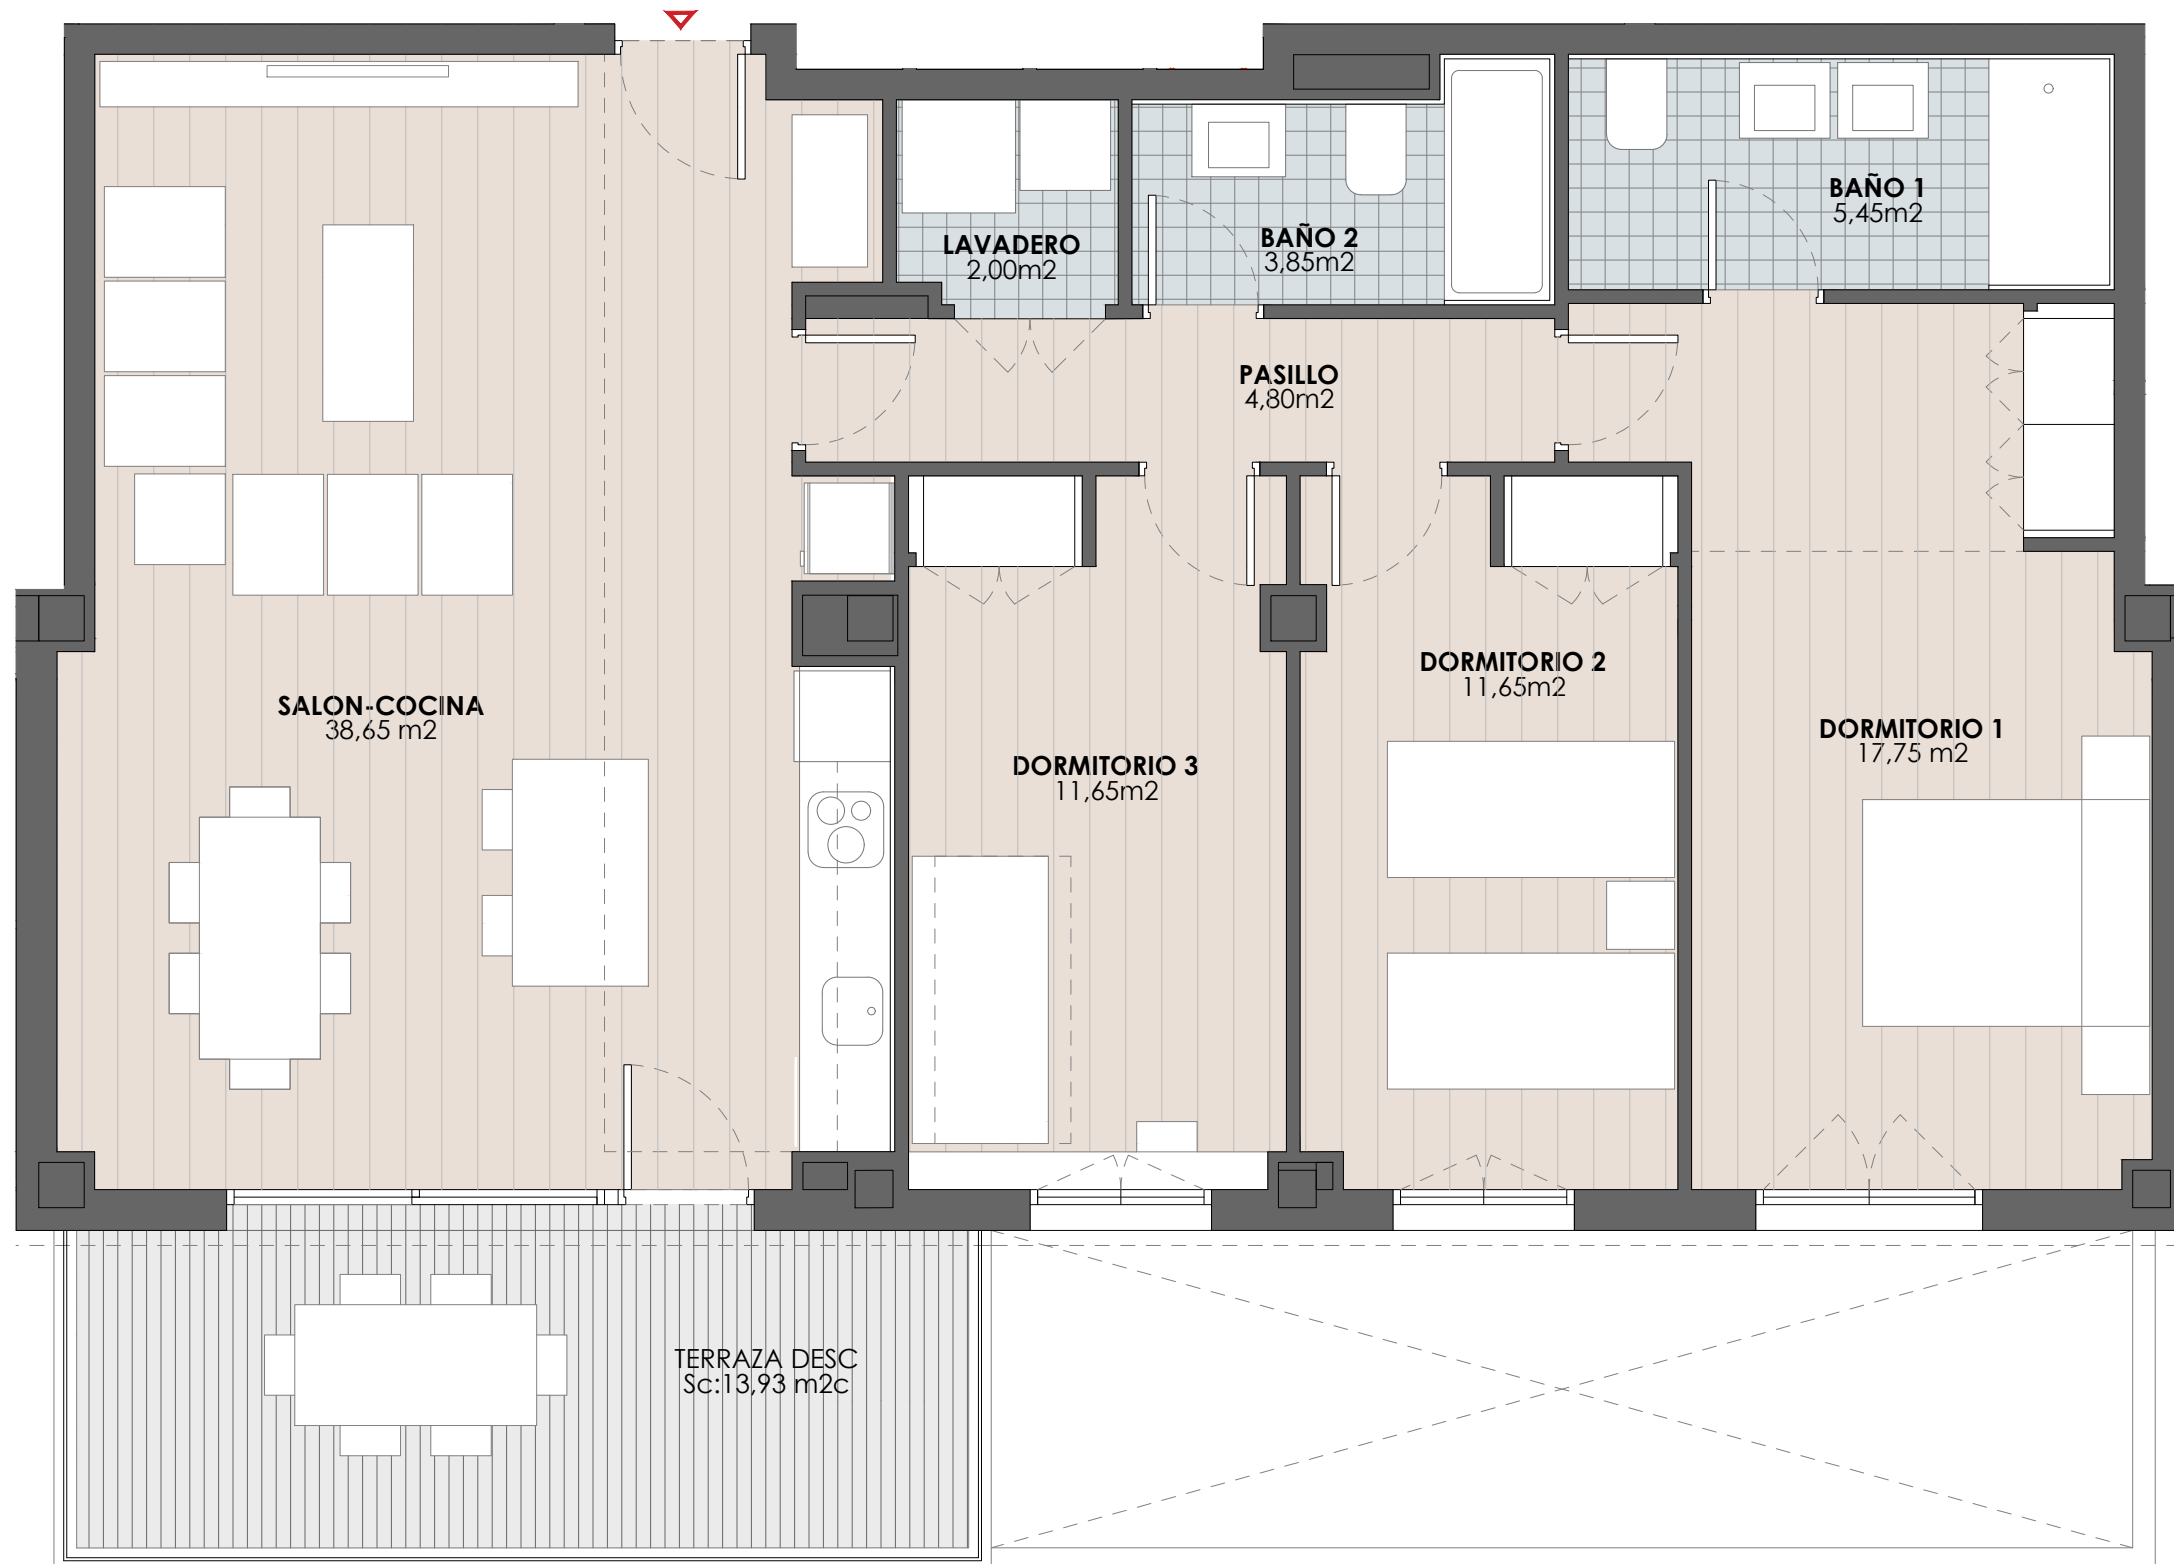 BAÑO 1
5,45m2
LAVADERO
2,00m2
BAÑO 2
3,85m2
PASILLO
4,80m2
SALON-COCINA
38,65 m2
DORMITORIO 3
11,65m2
DORMITORIO 2
11,65m2
DORMITORIO 1
17,75 m2
TERRAZA DESC
Sc:13,93 m2c